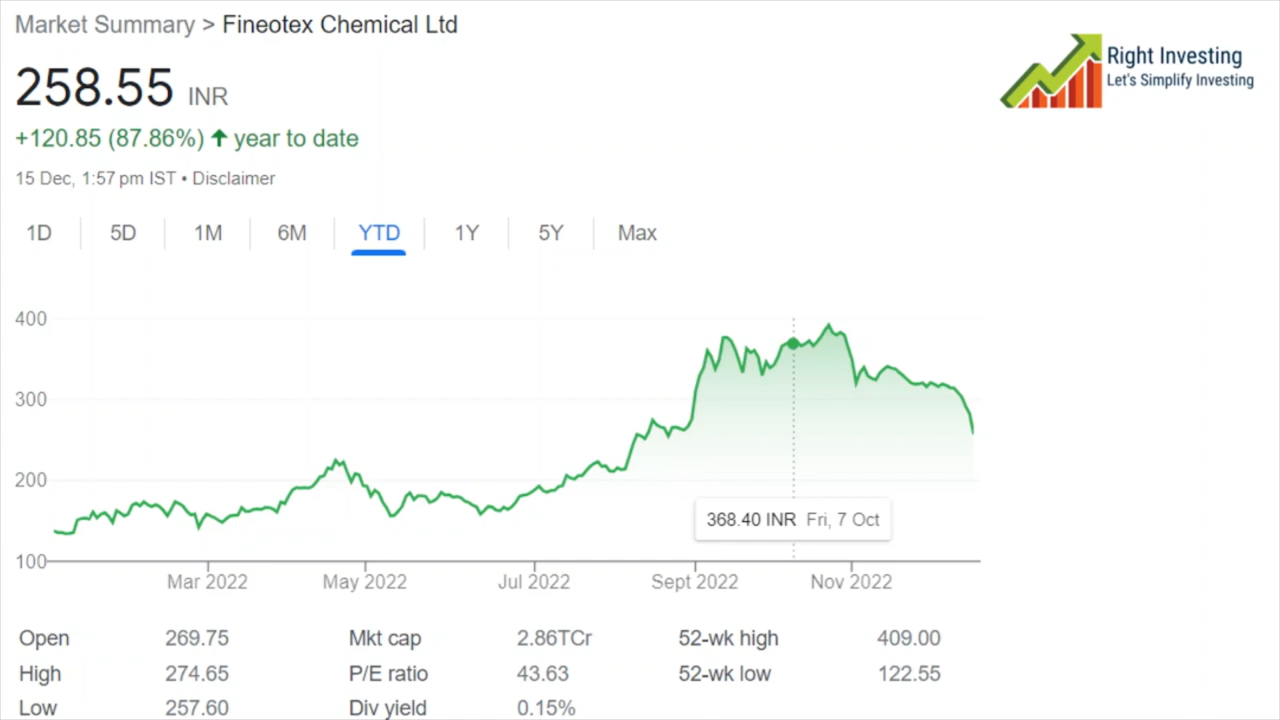 Market Summary > Fineotex Chemical Ltd
Right Investing
Let's Simplify Investing
258.55 INR
+120.85 (87.86%) ↑ year to date
15 Dec, 1:57 pm IST • Disclaimer
1D 5D 1M 6M YTD 1Y 5Y Max
400
300
200
100
368.40 INR Fri, 7 Oct
Mar 2022 May 2022 Jul 2022 Sept 2022 Nov 2022
Open 269.75 Mkt cap 2.86TCr 52-wk high 409.00
High 274.65 P/E ratio 43.63 52-wk low 122.55
Low 257.60 Div yield 0.15%